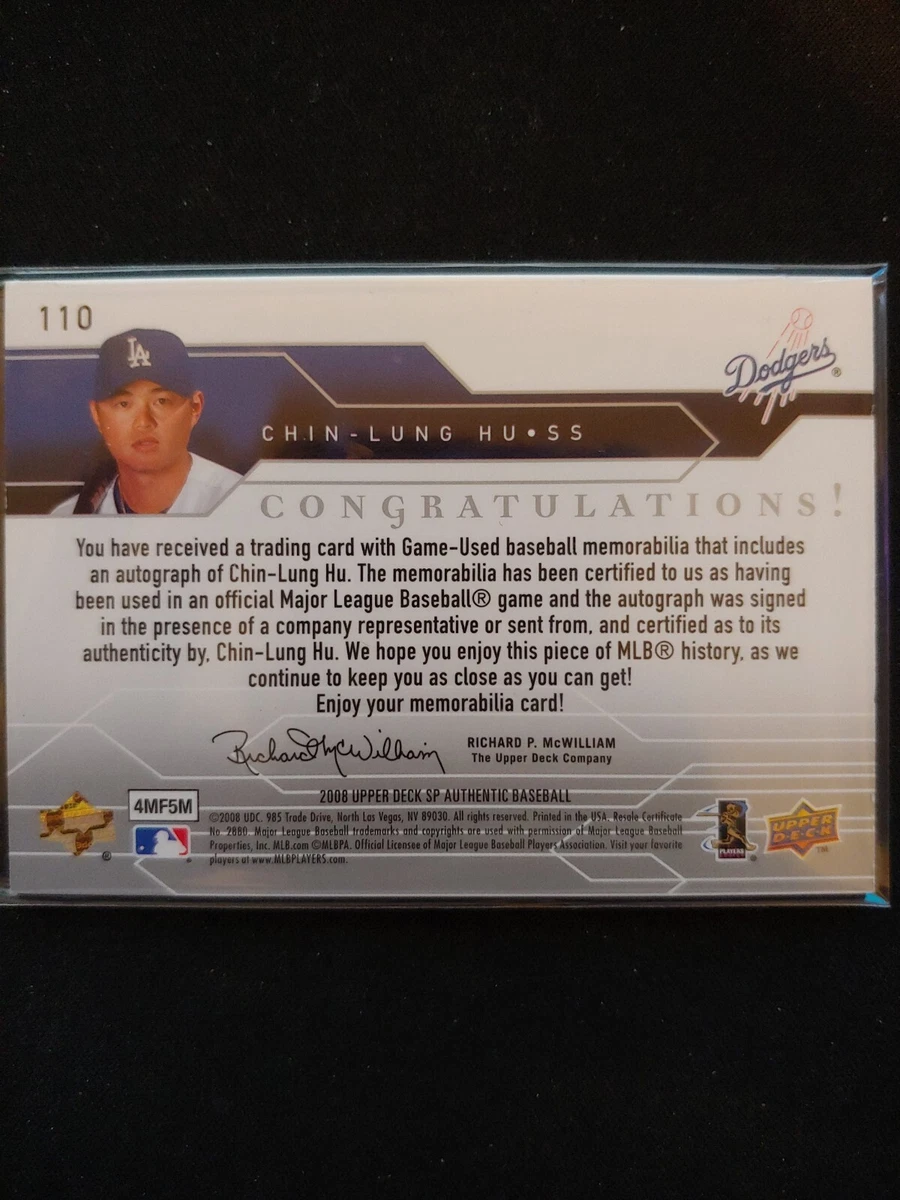 110
LA
Dodgers®
CHIN-LUNG HU•SS
CONGRATULATIONS!
You have received a trading card with Game-Used baseball memorabilia that includes
an autograph of Chin-Lung Hu. The memorabilia has been certified to us as having
been used in an official Major League Baseball® game and the autograph was signed
in the presence of a company representative or sent from, and certified as to its
authenticity by, Chin-Lung Hu. We hope you enjoy this piece of MLB® history, as we
continue to keep you as close as you can get!
Enjoy your memorabilia card!
Richard McWilliam
RICHARD P. McWILLIAM
The Upper Deck Company
2008 UPPER DECK SP AUTHENTIC BASEBALL
4MF5M
©2008 UDC. 985 Trade Drive, North Las Vegas, NV 89030. All rights reserved. Printed in the USA. Resale Certificate
No. 2880. Major League Baseball trademarks and copyrights are used with permission of Major League Baseball
Properties, Inc. MLB.com ©MLBPA. Official Licensee of Major League Baseball Players Association. Visit your favorite
players at www.MLBPLAYERS.com.
PLAYERS
UPPER
DECK